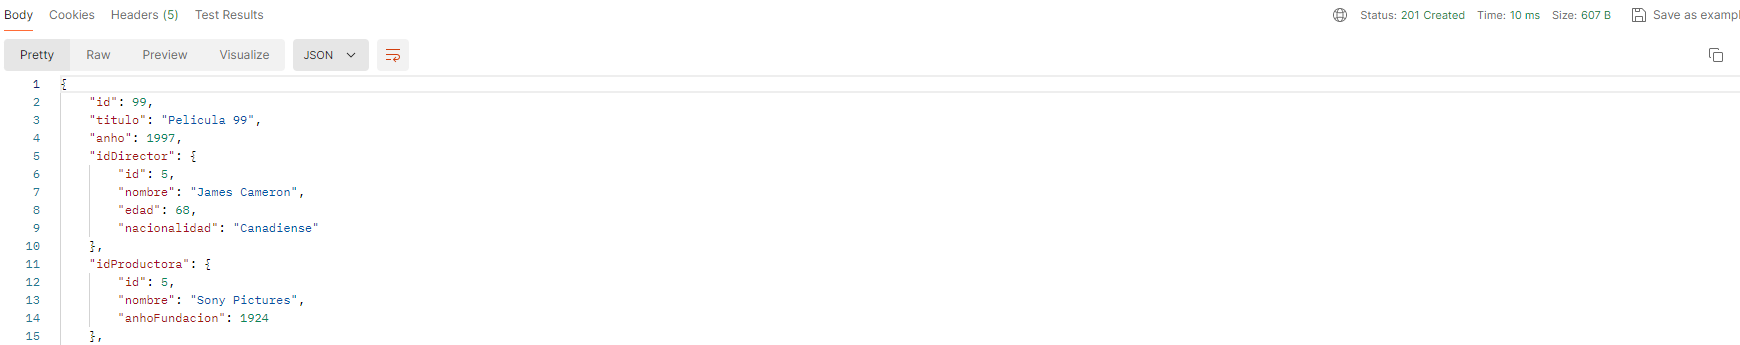 Body Cookies Headers (5) Test Results Status: 201 Created Time: 10 ms Size: 607 B Save as exampl
Pretty Raw Preview Visualize JSON
1 {
2 "id": 99,
3 "titulo": "Pelicula 99",
4 "anho": 1997,
5 "idDirector": {
6 "id": 5,
7 "nombre": "James Cameron",
8 "edad": 68,
9 "nacionalidad": "Canadiense"
10 },
11 "idProductora": {
12 "id": 5,
13 "nombre": "Sony Pictures",
14 "anhoFundacion": 1924
15 },